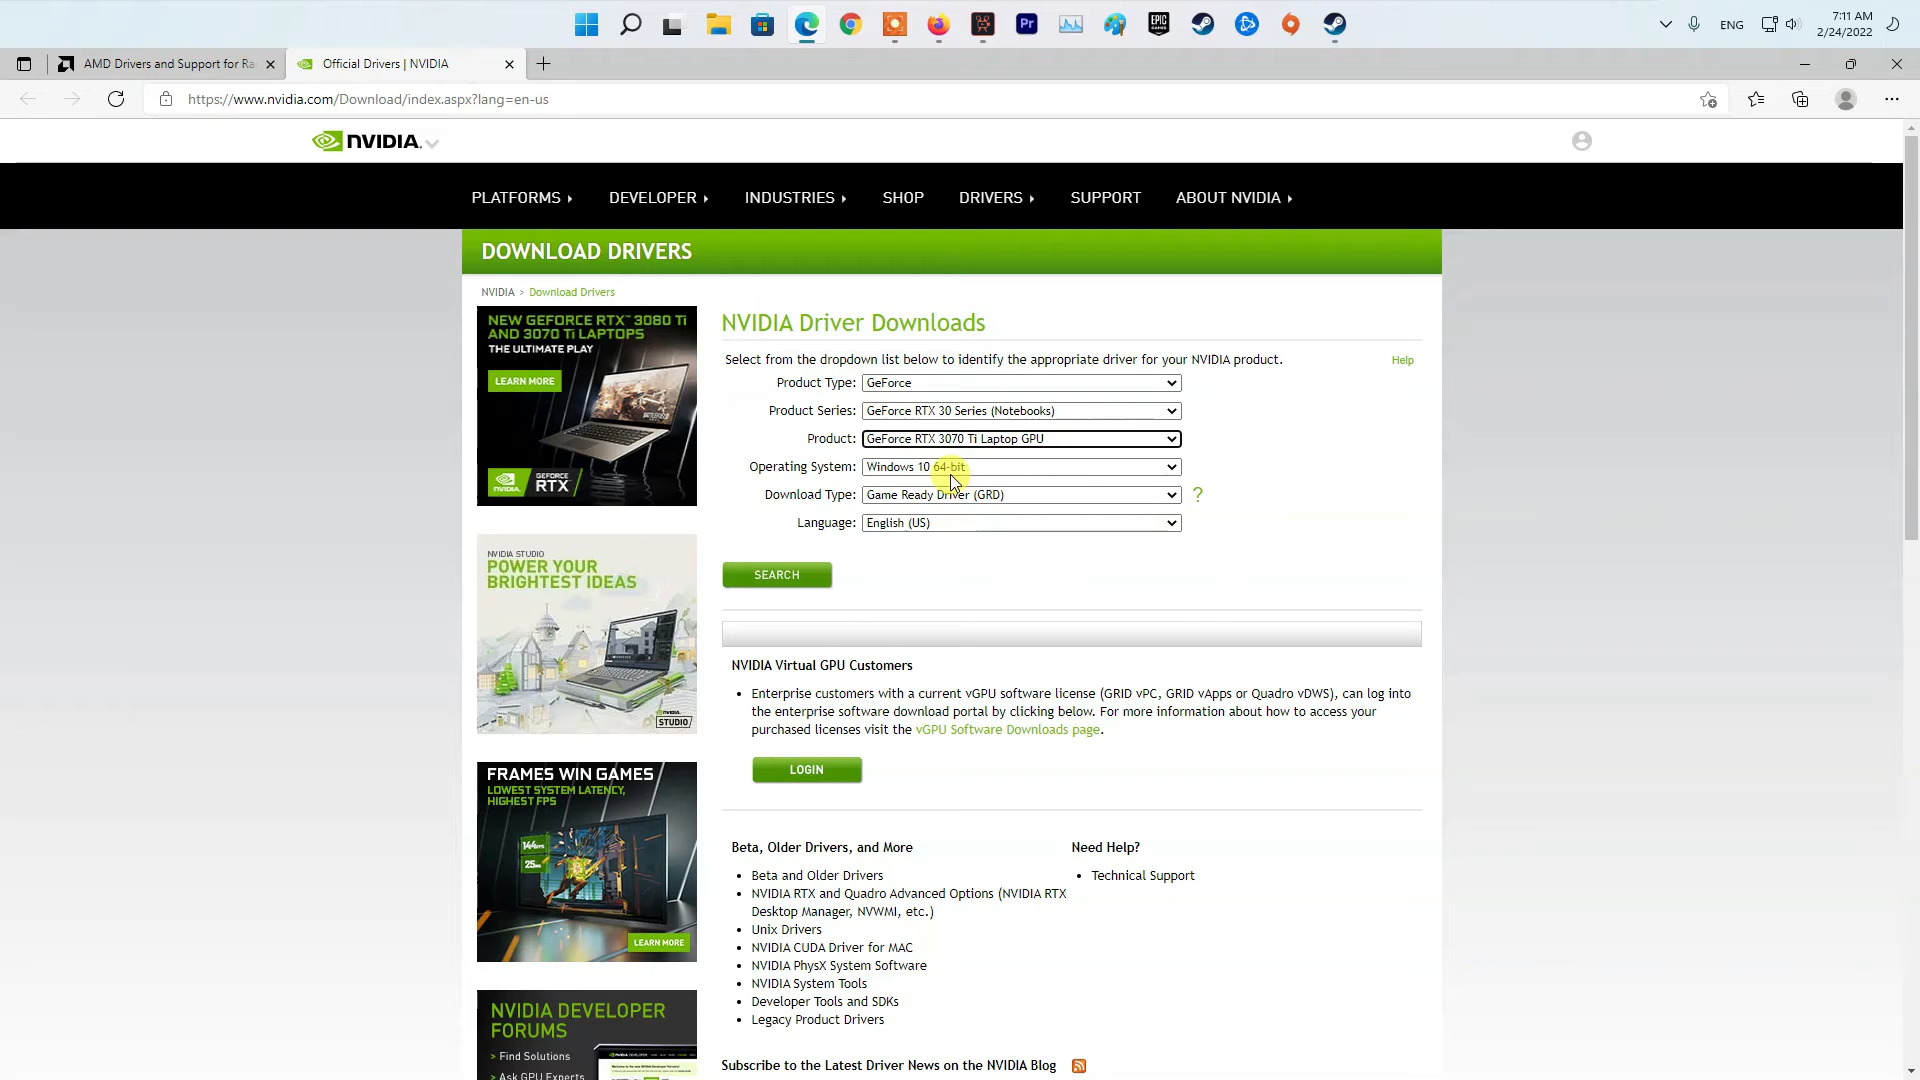 Pr
EPIC GAMES
ENG
7:11 AM
2/24/2022
AMD Drivers and Support for Ra
Official Drivers | NVIDIA
https://www.nvidia.com/Download/index.aspx?lang=en-us
NVIDIA.
PLATFORMS
DEVELOPER
INDUSTRIES
SHOP
DRIVERS
SUPPORT
ABOUT NVIDIA
DOWNLOAD DRIVERS
NVIDIA > Download Drivers
NEW GEFORCE RTX™ 3080 Ti
AND 3070 Ti LAPTOPS
THE ULTIMATE PLAY
LEARN MORE
NVIDIA
GEFORCE
RTX
NVIDIA STUDIO
POWER YOUR
BRIGHTEST IDEAS
NVIDIA
STUDIO
FRAMES WIN GAMES
LOWEST SYSTEM LATENCY,
HIGHEST FPS
144FPS
25ms
LEARN MORE
NVIDIA DEVELOPER
FORUMS
> Find Solutions
> Ask GPU Experts
NVIDIA Driver Downloads
Select from the dropdown list below to identify the appropriate driver for your NVIDIA product.
Help
Product Type: GeForce
Product Series: GeForce RTX 30 Series (Notebooks)
Product: GeForce RTX 3070 Ti Laptop GPU
Operating System: Windows 10 64-bit
Download Type: Game Ready Driver (GRD) ?
Language: English (US)
SEARCH
NVIDIA Virtual GPU Customers
• Enterprise customers with a current vGPU software license (GRID vPC, GRID vApps or Quadro vDWS), can log into
the enterprise software download portal by clicking below. For more information about how to access your
purchased licenses visit the vGPU Software Downloads page.
LOGIN
Beta, Older Drivers, and More
• Beta and Older Drivers
• NVIDIA RTX and Quadro Advanced Options (NVIDIA RTX
Desktop Manager, NVWMI, etc.)
• Unix Drivers
• NVIDIA CUDA Driver for MAC
• NVIDIA PhysX System Software
• NVIDIA System Tools
• Developer Tools and SDKs
• Legacy Product Drivers
Need Help?
• Technical Support
Subscribe to the Latest Driver News on the NVIDIA Blog